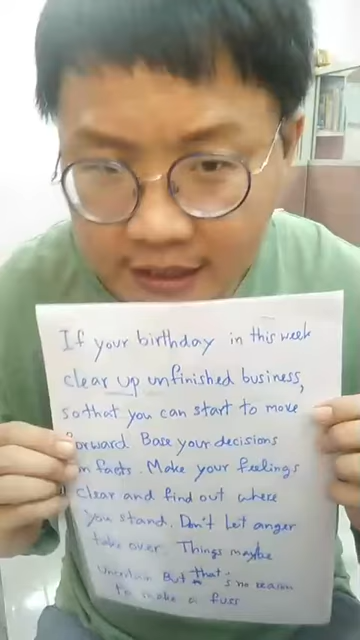 If your birthday in this week
clear up unfinished business,
so that you can start to move
forward. Base your decisions
on facts. Make your feelings
clear and find out where
you stand. Don't Let anger
take over. Things maybe
uncertain But that's no reason
to make a fuss